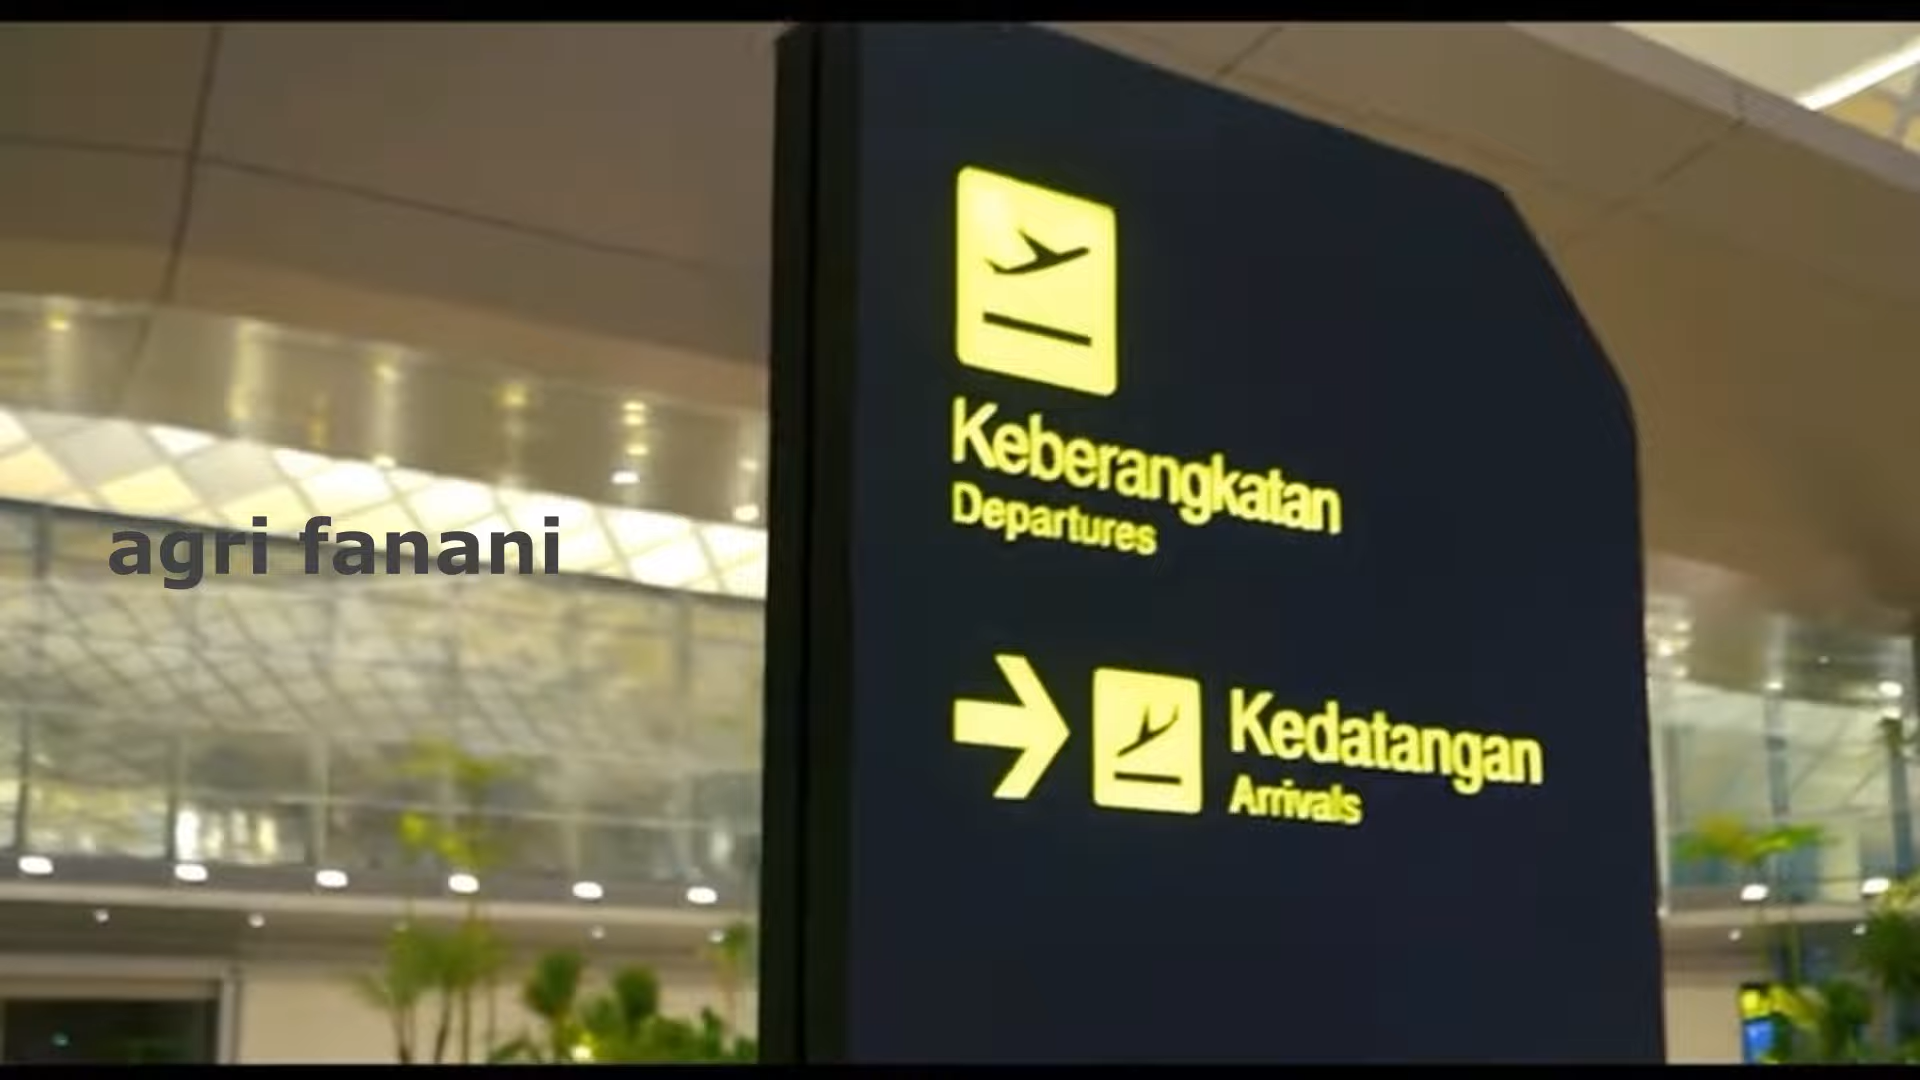 Keberangkatan
Departures
agri fanani
Kedatangan
Arrivals